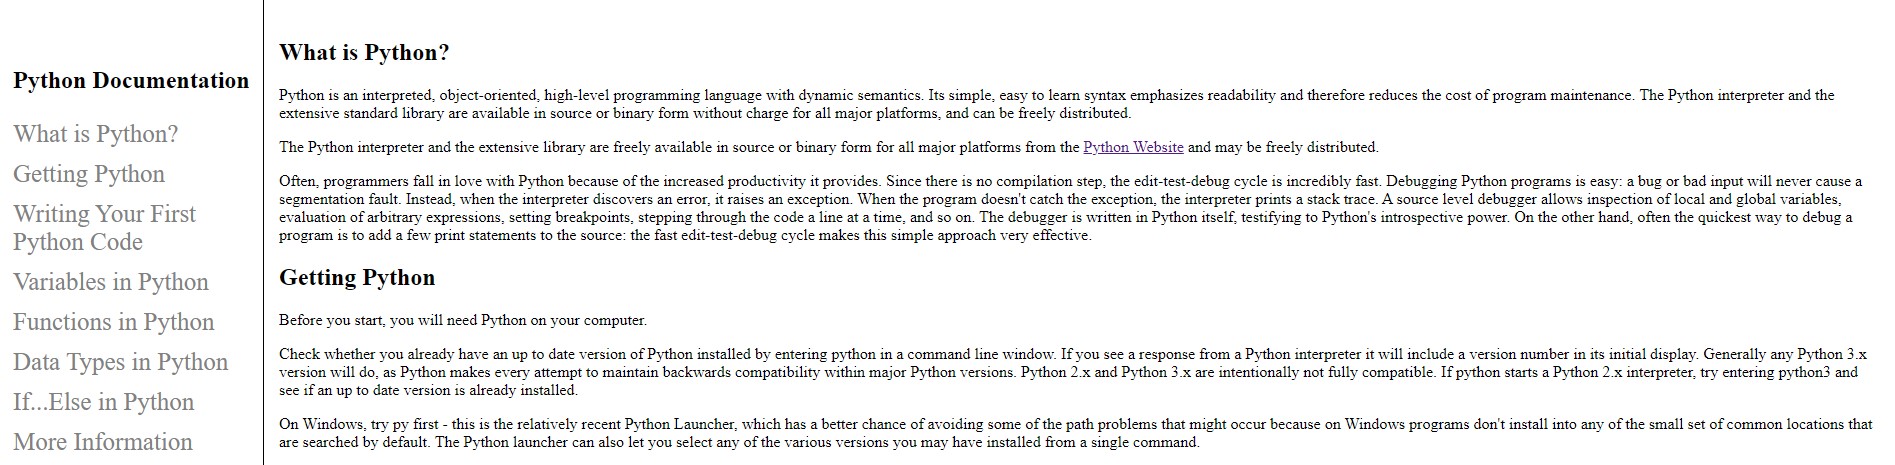 Python Documentation
What is Python?
Getting Python
Writing Your First
Python Code
Variables in Python
Functions in Python
Data Types in Python
If...Else in Python
More Information
What is Python?
Python is an interpreted, object-oriented, high-level programming language with dynamic semantics. Its simple, easy to learn syntax emphasizes readability and therefore reduces the cost of program maintenance. The Python interpreter and the
extensive standard library are available in source or binary form without charge for all major platforms, and can be freely distributed.
The Python interpreter and the extensive library are freely available in source or binary form for all major platforms from the Python Website and may be freely distributed.
Often, programmers fall in love with Python because of the increased productivity it provides. Since there is no compilation step, the edit-test-debug cycle is incredibly fast. Debugging Python programs is easy: a bug or bad input will never cause a
segmentation fault. Instead, when the interpreter discovers an error, it raises an exception. When the program doesn't catch the exception, the interpreter prints a stack trace. A source level debugger allows inspection of local and global variables,
evaluation of arbitrary expressions, setting breakpoints, stepping through the code a line at a time, and so on. The debugger is written in Python itself, testifying to Python's introspective power. On the other hand, often the quickest way to debug a
program is to add a few print statements to the source: the fast edit-test-debug cycle makes this simple approach very effective.
Getting Python
Before you start, you will need Python on your computer.
Check whether you already have an up to date version of Python installed by entering python in a command line window. If you see a response from a Python interpreter it will include a version number in its initial display. Generally any Python 3.x
version will do, as Python makes every attempt to maintain backwards compatibility within major Python versions. Python 2.x and Python 3.x are intentionally not fully compatible. If python starts a Python 2.x interpreter, try entering python3 and
see if an up to date version is already installed.
On Windows, try py first - this is the relatively recent Python Launcher, which has a better chance of avoiding some of the path problems that might occur because on Windows programs don't install into any of the small set of common locations that
are searched by default. The Python launcher can also let you select any of the various versions you may have installed from a single command.